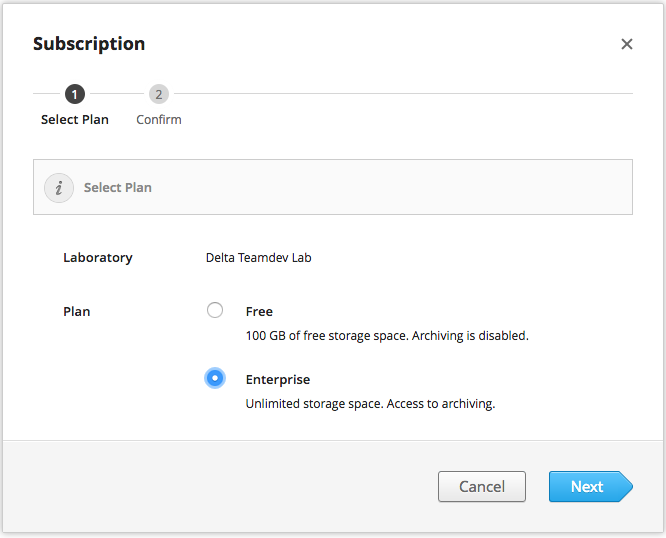 Subscription
1
2
Select Plan
Confirm
i Select Plan
Laboratory
Delta Teamdev Lab
Plan
Free
100 GB of free storage space. Archiving is disabled.
Enterprise
Unlimited storage space. Access to archiving.
Cancel
Next